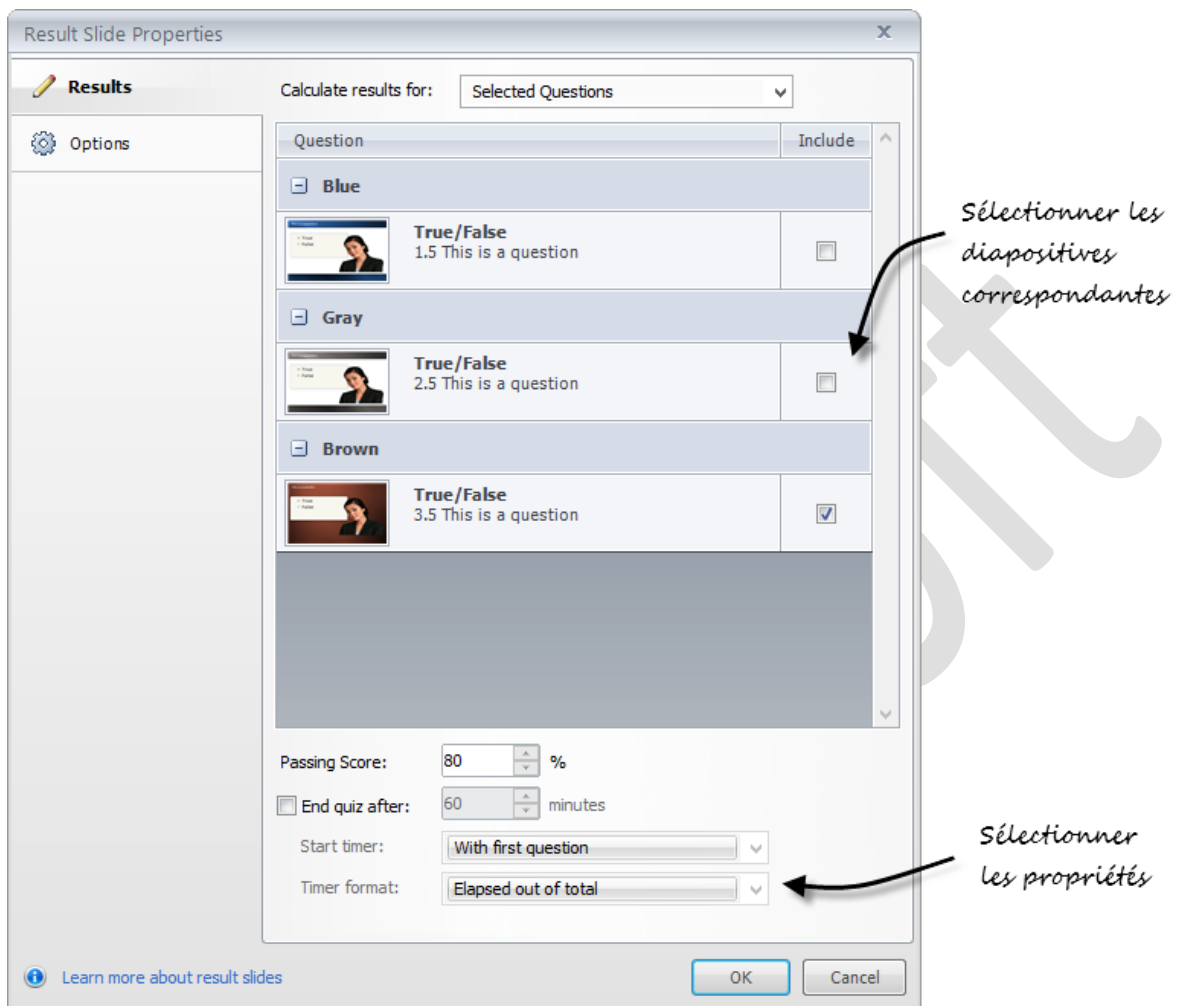 Result Slide Properties
x
Results
Options
Calculate results for: Selected Questions
Question Include
Blue
True/False
1.5 This is a question
Gray
True/False
2.5 This is a question
Brown
True/False
3.5 This is a question
Passing Score: 80 %
End quiz after: 60 minutes
Start timer: With first question
Timer format: Elapsed out of total
Learn more about result slides
OK Cancel
Sélectionner les
diapositives
correspondantes
Sélectionner
les propriétés